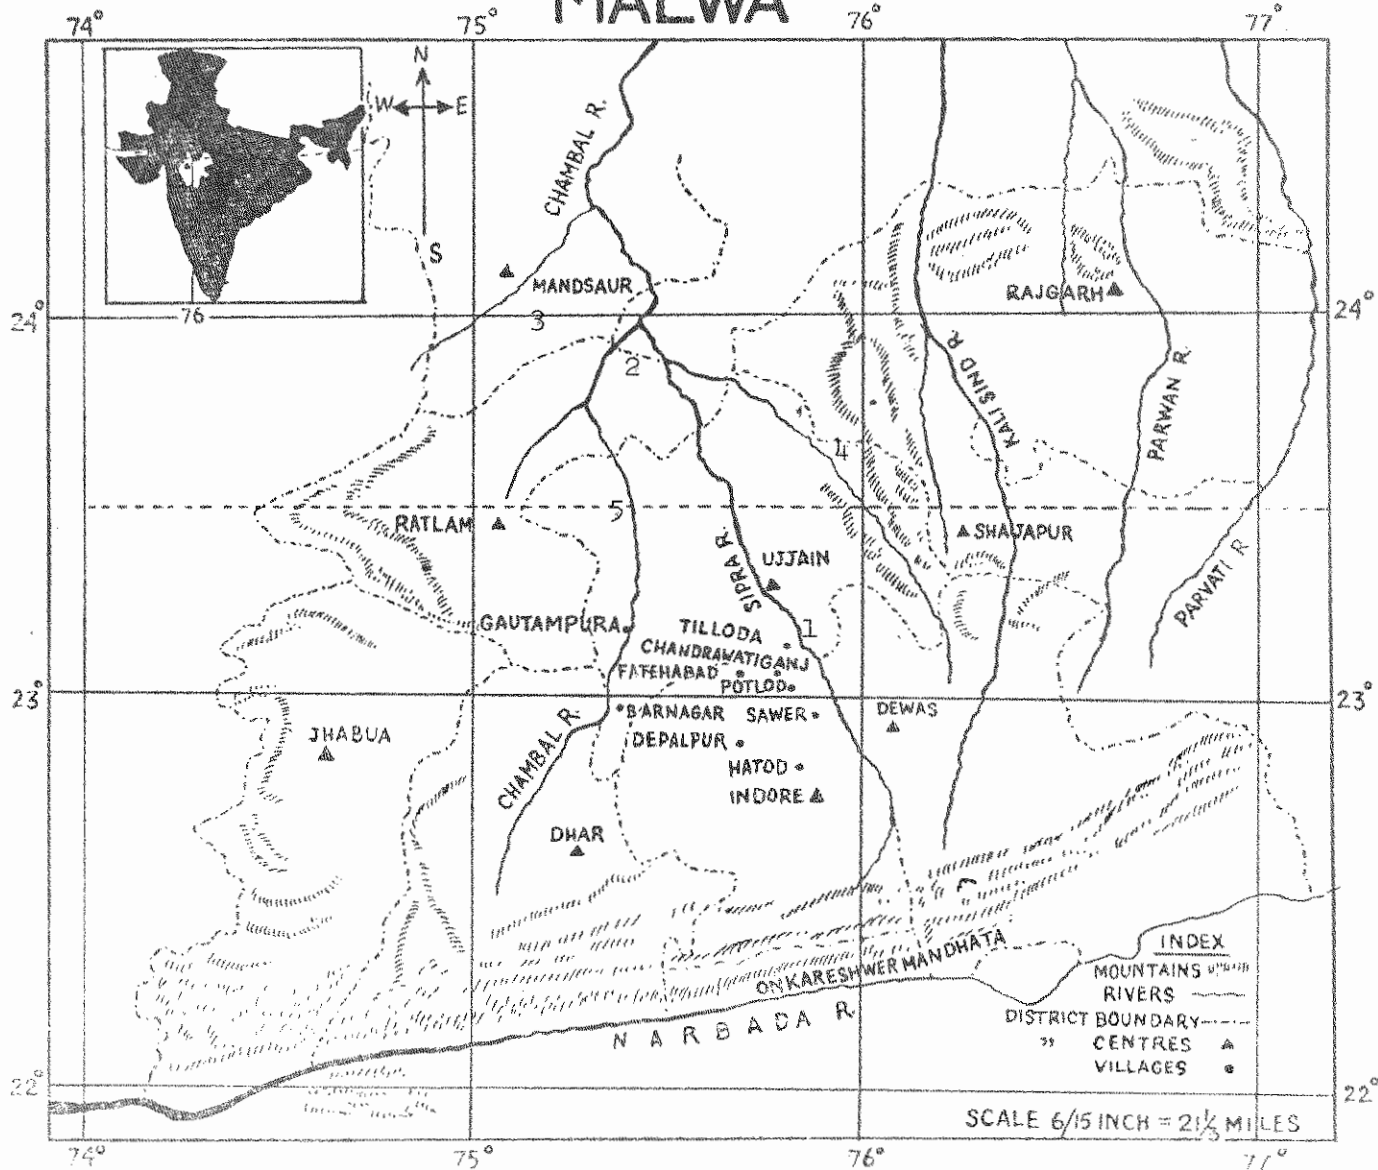 MALWA
74° 75° 76° 77°
N
W E
S
76
CHAMBAL R.
MANDSAUR
3
24° 24°
RAJGARH
2
KALI SIND R.
PARWAN R.
4
5
RATLAM
SHAJAPUR
SIPRA R.
UJJAIN
PARVATI R
GAUTAMPURA
TILLODA
1
CHANDRAWATIGANJ
FATEHABAD
POTLOD
23° 23°
BARNAGAR SAWER
DEWAS
JHABUA
DEPALPUR
CHAMBAL R.
HATOD
INDORE
DHAR
ONKARESHWER MANDHATA
NARBADA R
INDEX
MOUNTAINS
RIVERS
DISTRICT BOUNDARY
" CENTRES
VILLAGES
22° 22°
SCALE 6/15 INCH = 21⅓ MILES
74° 75° 76° 77°